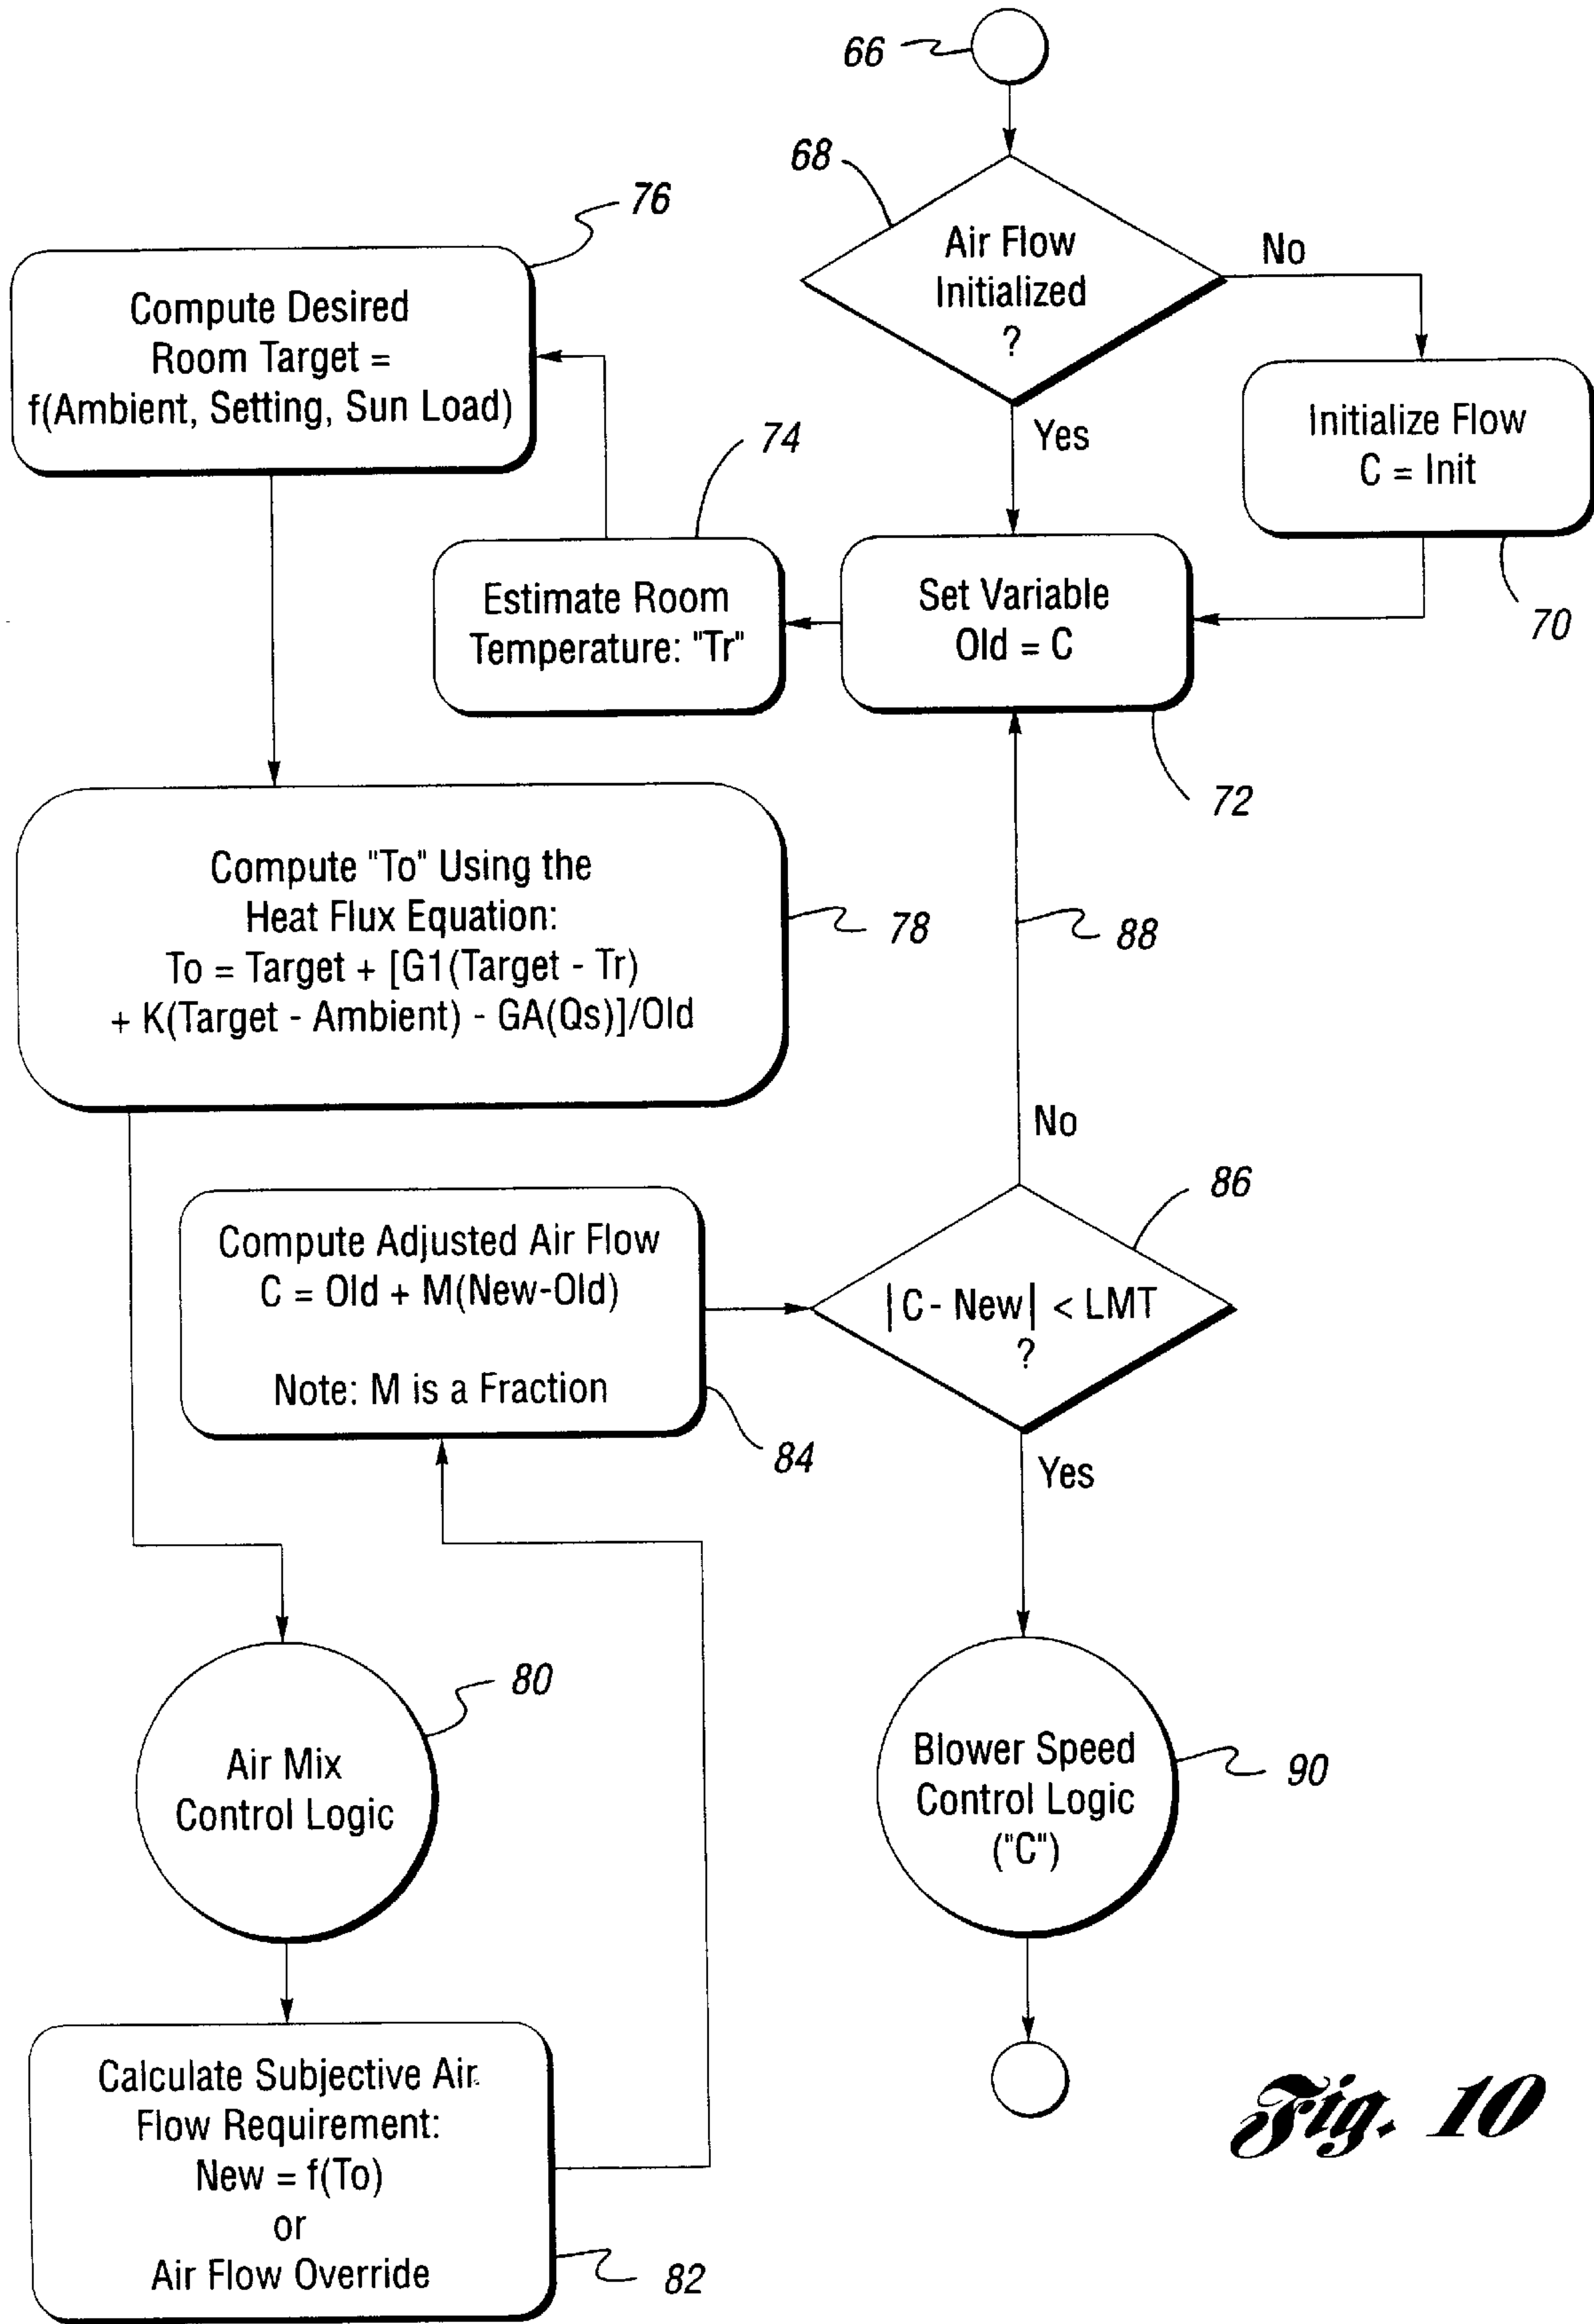 66
68
Air Flow
Initialized
?
No
Yes
Initialize Flow
C = Init
70
Set Variable
Old = C
72
74
Estimate Room
Temperature: "Tr"
76
Compute Desired
Room Target =
f(Ambient, Setting, Sun Load)
Compute "To" Using the
Heat Flux Equation:
To = Target + [G1(Target - Tr)
+ K(Target - Ambient) - GA(Qs)]/Old
78
80
Air Mix
Control Logic
Calculate Subjective Air
Flow Requirement:
New = f(To)
or
Air Flow Override
82
Compute Adjusted Air Flow
C = Old + M(New-Old)
Note: M is a Fraction
84
86
|C - New| < LMT
?
No
88
Yes
Blower Speed
Control Logic
("C")
90
Fig. 10